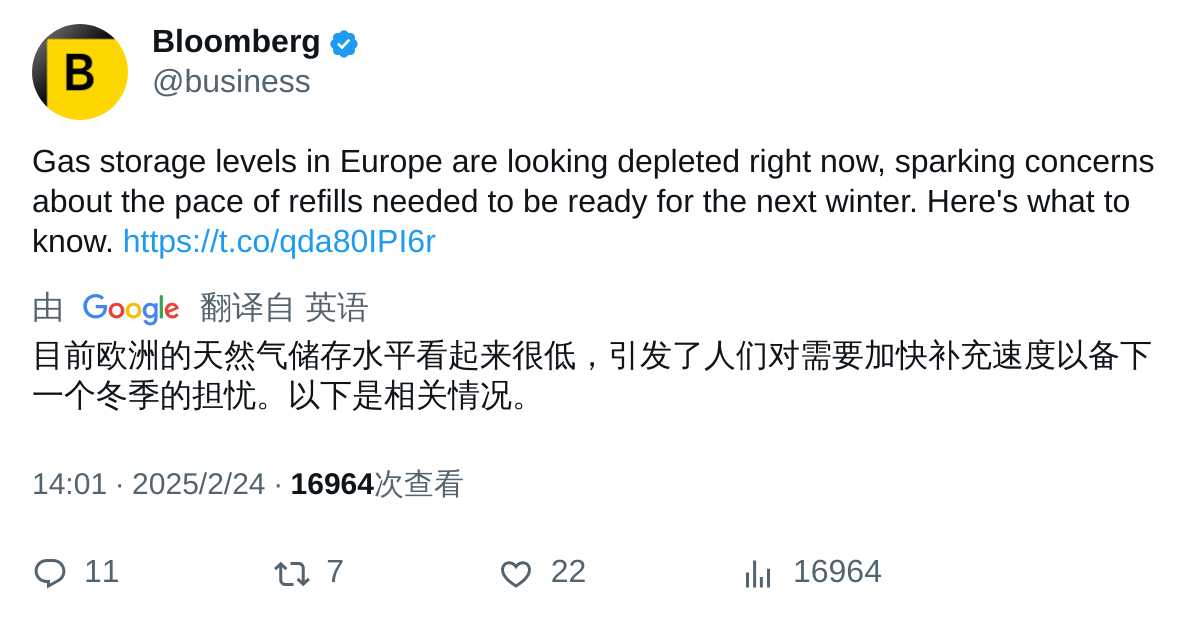 B
Bloomberg
@business
Gas storage levels in Europe are looking depleted right now, sparking concerns
about the pace of refills needed to be ready for the next winter. Here's what to
know. https://t.co/qda80IPI6r
由 Google 翻译自 英语
目前欧洲的天然气储存水平看起来很低，引发了人们对需要加快补充速度以备下
一个冬季的担忧。以下是相关情况。
14:01 · 2025/2/24 · 16964次查看
11 7 22 16964